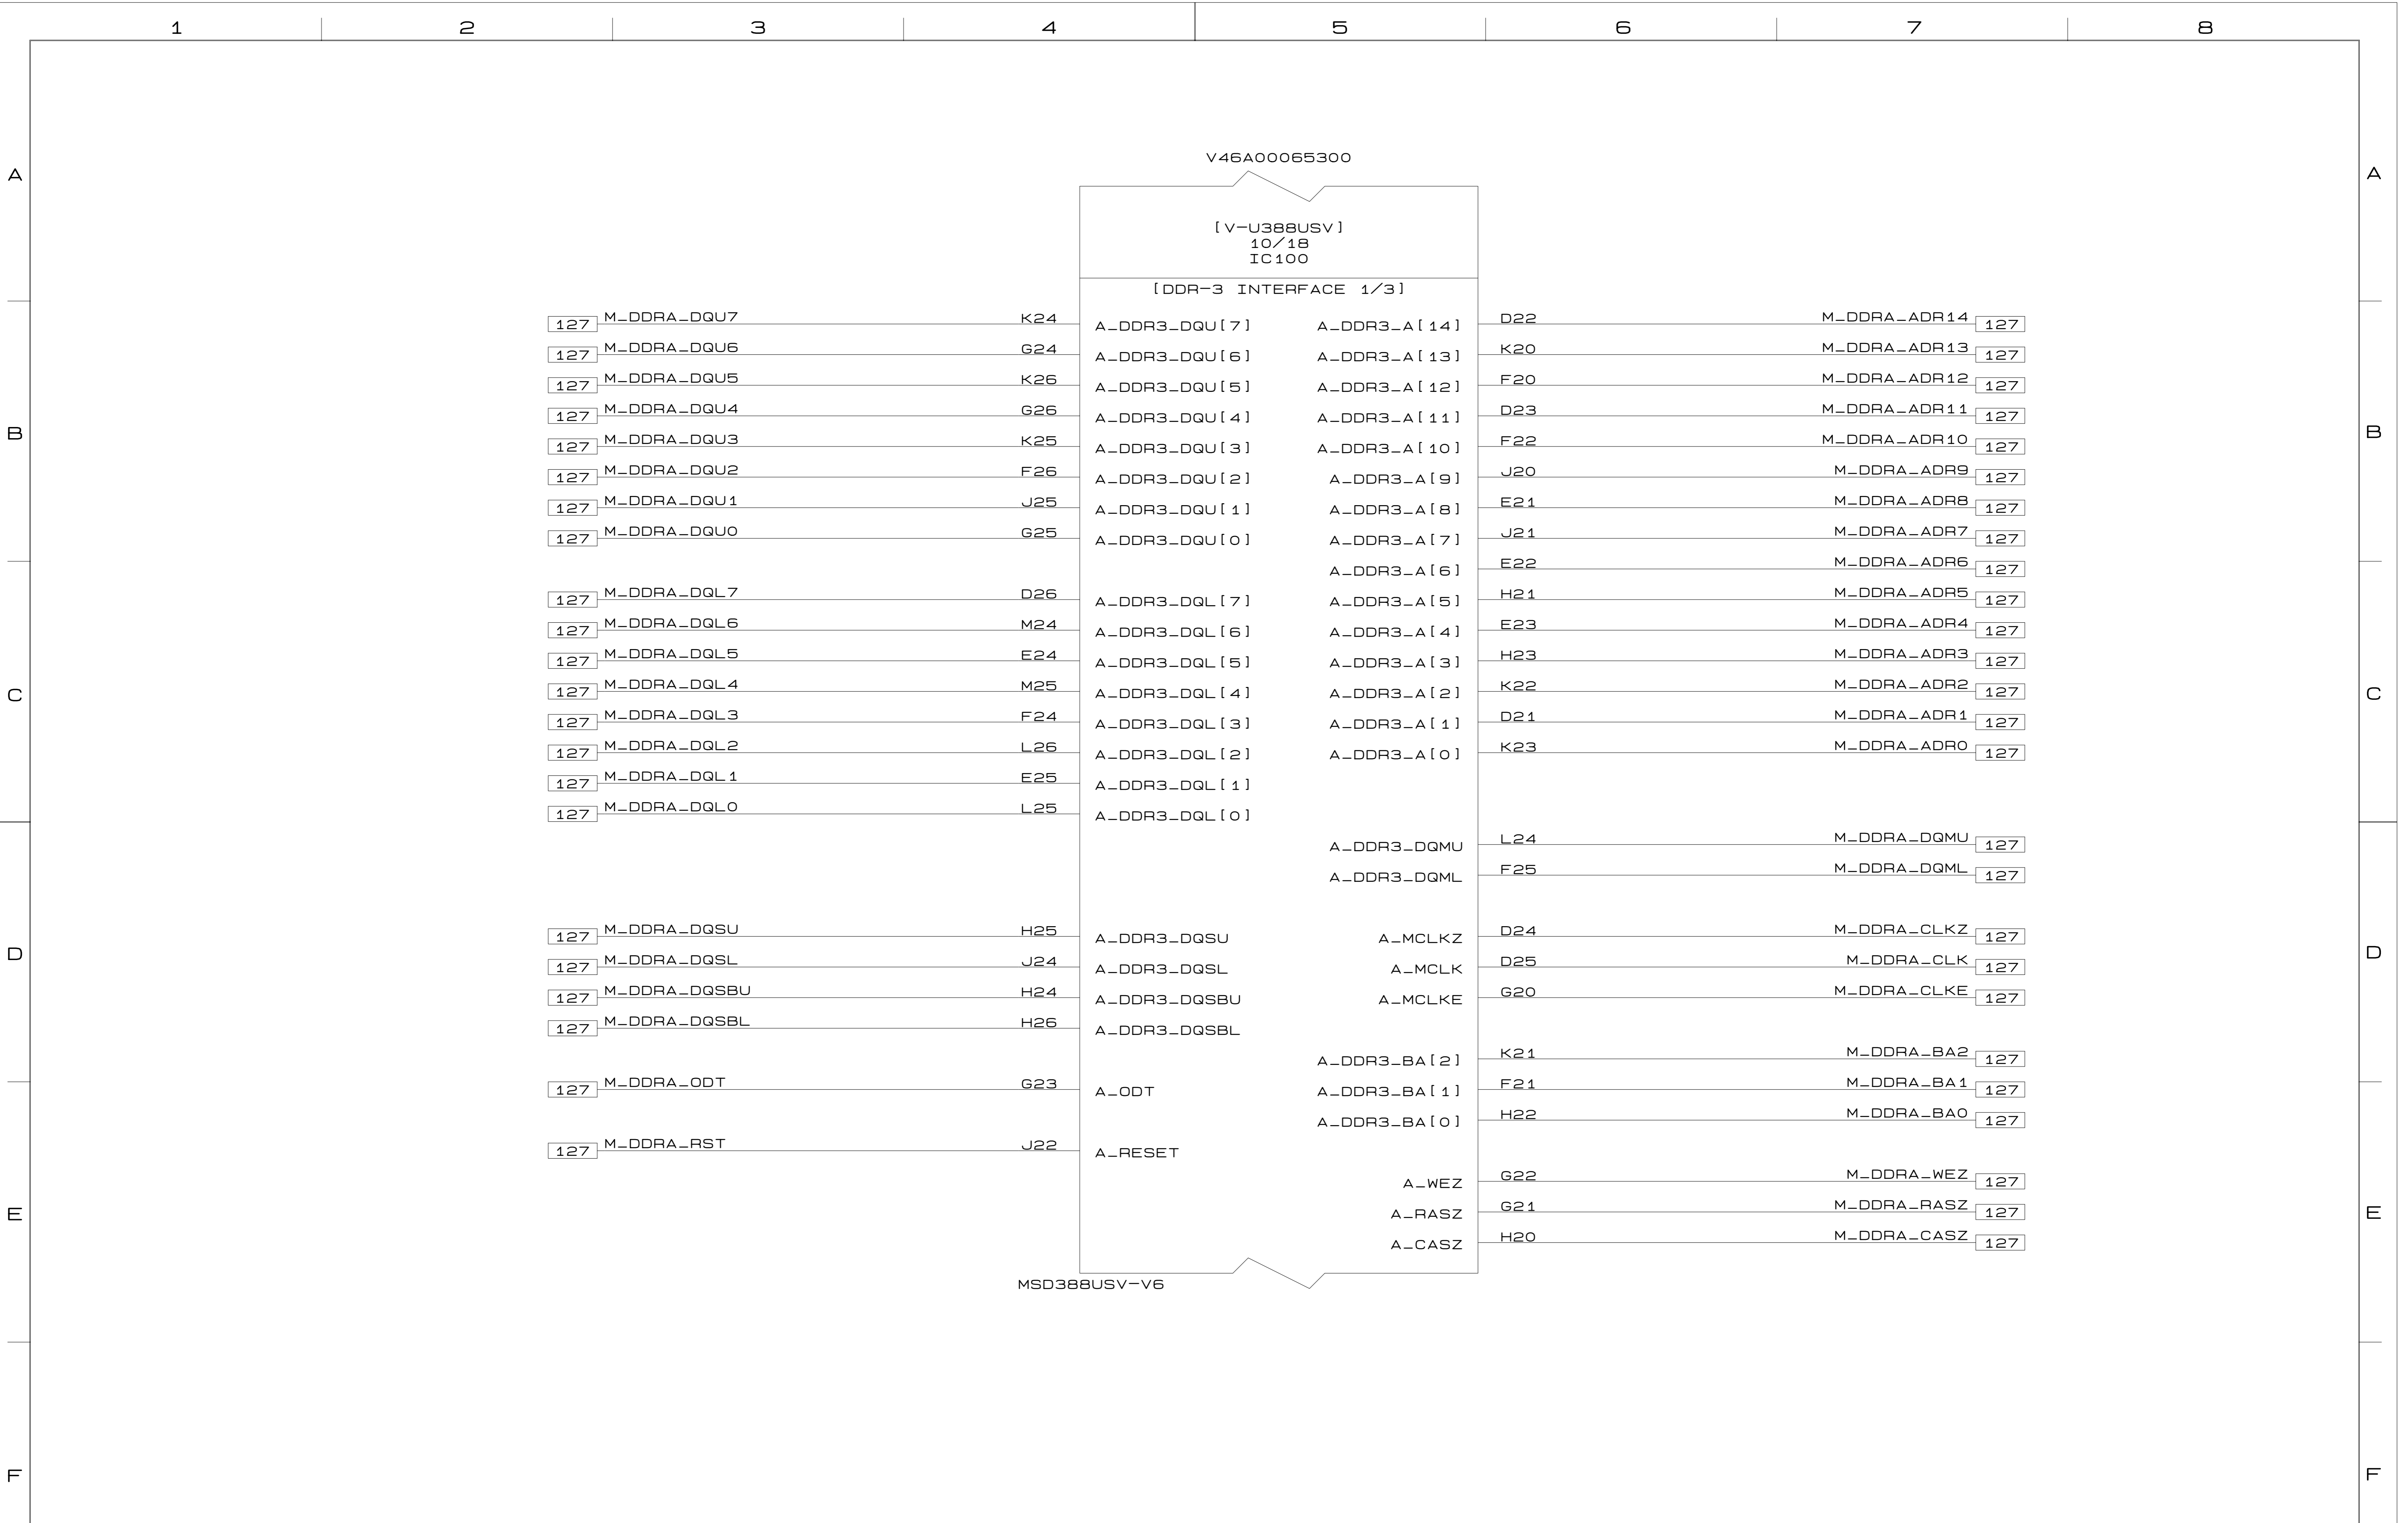 1 2 3 4 5 6 7 8
V46A00065300
A A
[V-U388USV]
10/18
IC100
[DDR-3 INTERFACE 1/3]
127 M_DDRA_DQU7 K24 A_DDR3_DQU[7] A_DDR3_A[14] D22 M_DDRA_ADR14 127
127 M_DDRA_DQU6 G24 A_DDR3_DQU[6] A_DDR3_A[13] K20 M_DDRA_ADR13 127
127 M_DDRA_DQU5 K26 A_DDR3_DQU[5] A_DDR3_A[12] F20 M_DDRA_ADR12 127
127 M_DDRA_DQU4 G26 A_DDR3_DQU[4] A_DDR3_A[11] D23 M_DDRA_ADR11 127
B B
127 M_DDRA_DQU3 K25 A_DDR3_DQU[3] A_DDR3_A[10] F22 M_DDRA_ADR10 127
127 M_DDRA_DQU2 F26 A_DDR3_DQU[2] A_DDR3_A[9] J20 M_DDRA_ADR9 127
127 M_DDRA_DQU1 J25 A_DDR3_DQU[1] A_DDR3_A[8] E21 M_DDRA_ADR8 127
127 M_DDRA_DQU0 G25 A_DDR3_DQU[0] A_DDR3_A[7] J21 M_DDRA_ADR7 127
A_DDR3_A[6] E22 M_DDRA_ADR6 127
127 M_DDRA_DQL7 D26 A_DDR3_DQL[7] A_DDR3_A[5] H21 M_DDRA_ADR5 127
127 M_DDRA_DQL6 M24 A_DDR3_DQL[6] A_DDR3_A[4] E23 M_DDRA_ADR4 127
127 M_DDRA_DQL5 E24 A_DDR3_DQL[5] A_DDR3_A[3] H23 M_DDRA_ADR3 127
127 M_DDRA_DQL4 M25 A_DDR3_DQL[4] A_DDR3_A[2] K22 M_DDRA_ADR2 127
C C
127 M_DDRA_DQL3 F24 A_DDR3_DQL[3] A_DDR3_A[1] D21 M_DDRA_ADR1 127
127 M_DDRA_DQL2 L26 A_DDR3_DQL[2] A_DDR3_A[0] K23 M_DDRA_ADR0 127
127 M_DDRA_DQL1 E25 A_DDR3_DQL[1]
127 M_DDRA_DQL0 L25 A_DDR3_DQL[0]
A_DDR3_DQMU L24 M_DDRA_DQMU 127
A_DDR3_DQML F25 M_DDRA_DQML 127
127 M_DDRA_DQSU H25 A_DDR3_DQSU A_MCLKZ D24 M_DDRA_CLKZ 127
D D
127 M_DDRA_DQSL J24 A_DDR3_DQSL A_MCLK D25 M_DDRA_CLK 127
127 M_DDRA_DQSBU H24 A_DDR3_DQSBU A_MCLKE G20 M_DDRA_CLKE 127
127 M_DDRA_DQSBL H26 A_DDR3_DQSBL
A_DDR3_BA[2] K21 M_DDRA_BA2 127
127 M_DDRA_ODT G23 A_ODT A_DDR3_BA[1] F21 M_DDRA_BA1 127
A_DDR3_BA[0] H22 M_DDRA_BA0 127
127 M_DDRA_RST J22 A_RESET
A_WEZ G22 M_DDRA_WEZ 127
E A_RASZ G21 M_DDRA_RASZ 127 E
A_CASZ H20 M_DDRA_CASZ 127
MSD388USV-V6
F F